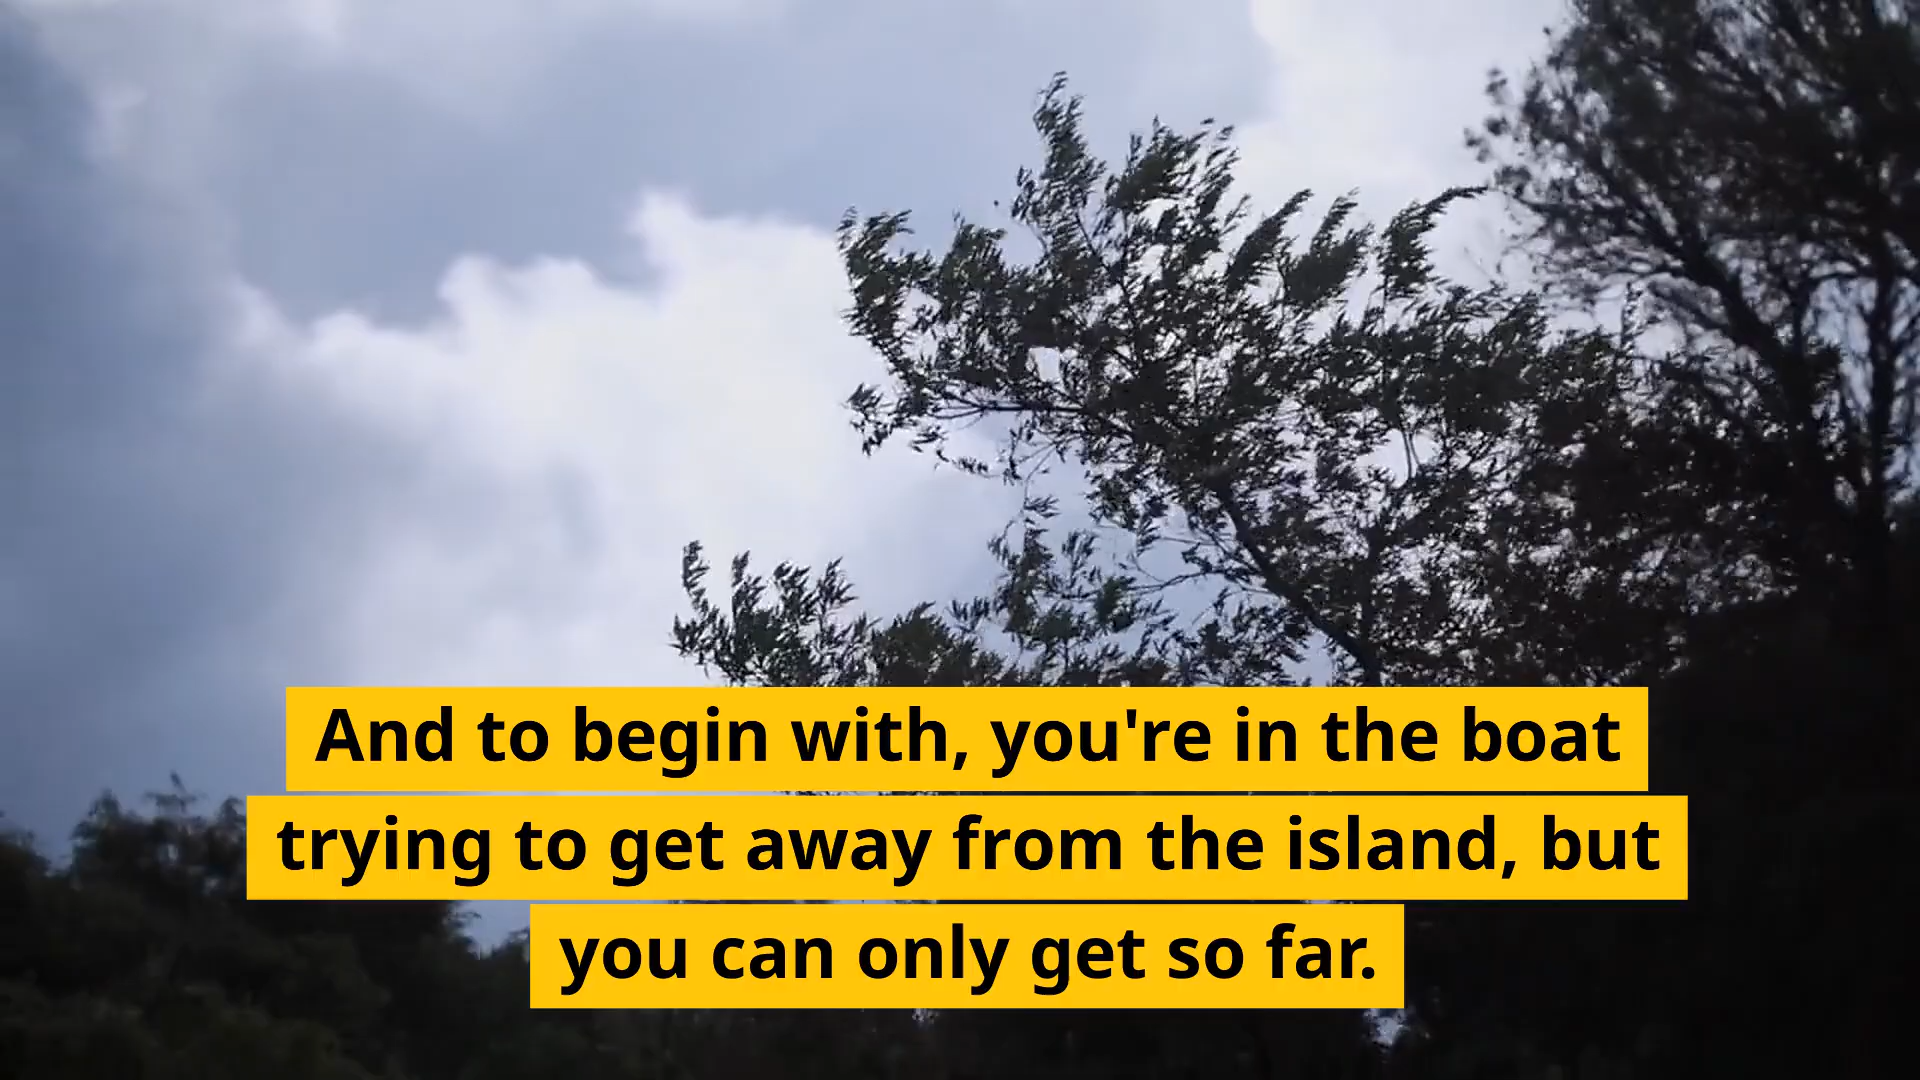 And to begin with, you're in the boat
trying to get away from the island, but
you can only get so far.